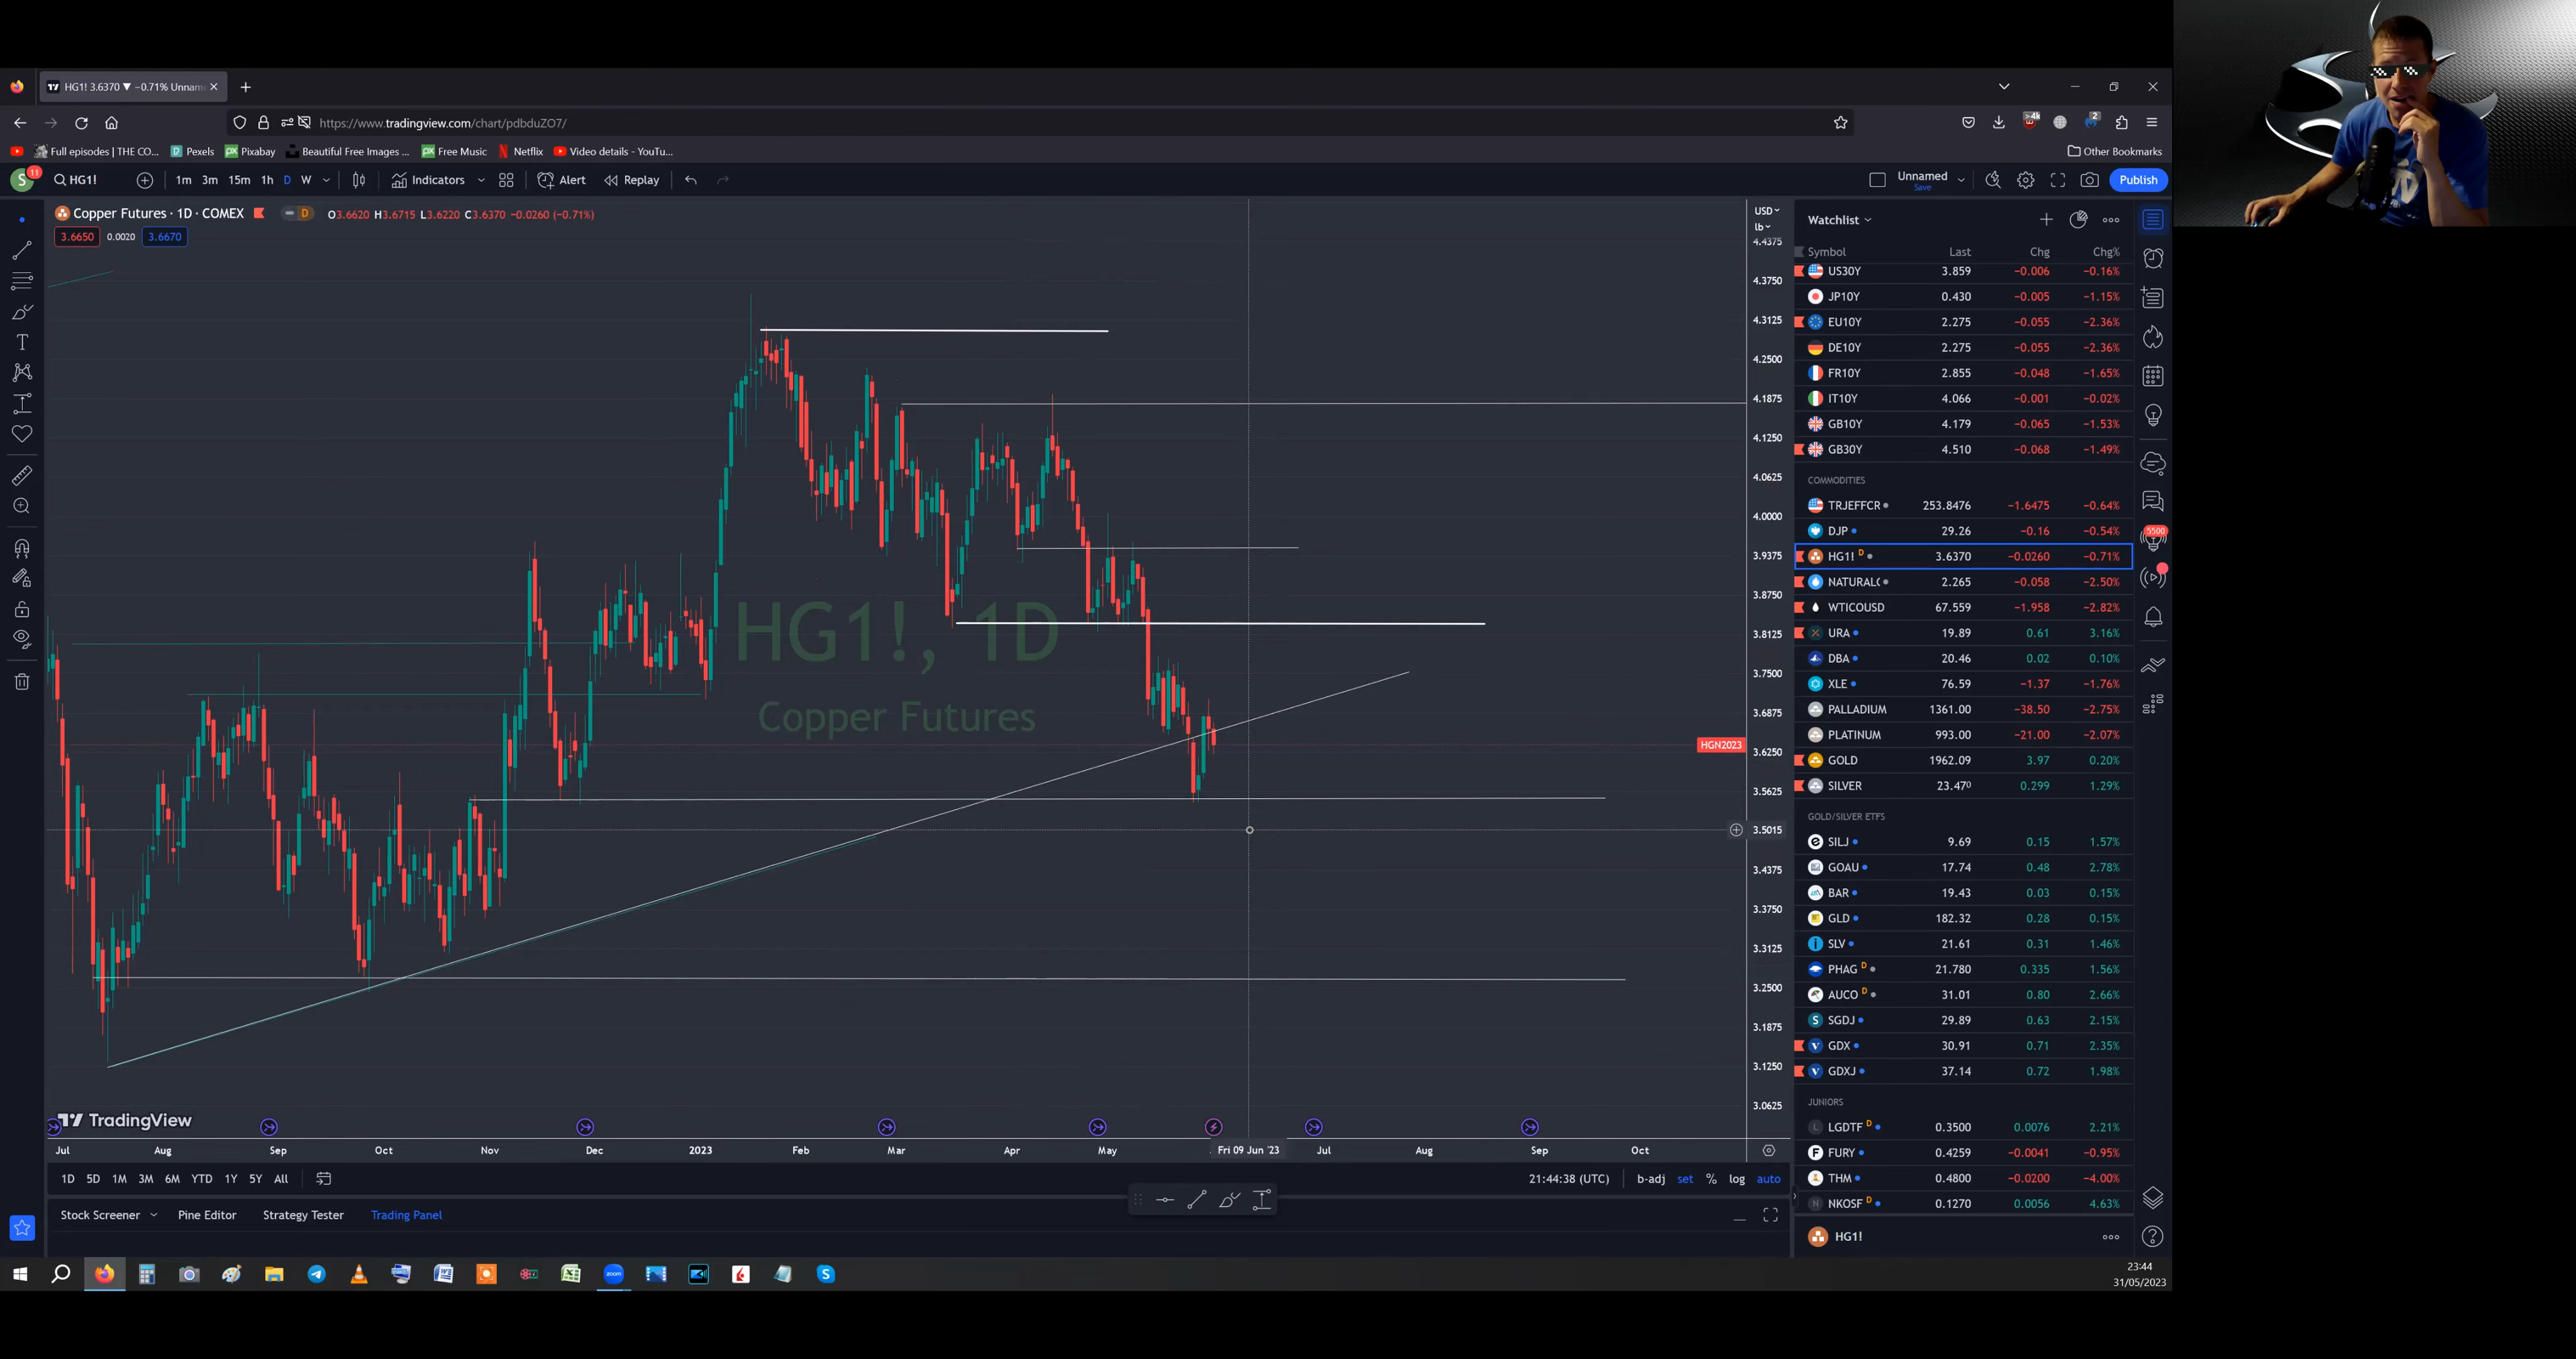 HG1! 3.6370 ▼ −0.71% Unnam
https://www.tradingview.com/chart/pdbduZO7/
>4k
2
Full episodes | THE CO... Pexels Pixabay Beautiful Free Images ... Free Music Netflix Video details - YouTu...
Other Bookmarks
S 11 HG1! 1m 3m 15m 1h D W Indicators Alert Replay Unnamed Save Publish
Copper Futures · 1D · COMEX D O3.6620 H3.6715 L3.6220 C3.6370 −0.0260 (−0.71%)
3.6650 0.0020 3.6670
HG1!, 1D
Copper Futures
USD
lb
4.4375
4.3750
4.3125
4.2500
4.1875
4.1250
4.0625
4.0000
3.9375
3.8750
3.8125
3.7500
3.6875
HGN2023
3.6250
3.5625
3.5015
3.4375
3.3750
3.3125
3.2500
3.1875
3.1250
3.0625
TradingView
Jul Aug Sep Oct Nov Dec 2023 Feb Mar Apr May Fri 09 Jun '23 Jul Aug Sep Oct
1D 5D 1M 3M 6M YTD 1Y 5Y All
21:44:38 (UTC) b-adj set % log auto
Stock Screener Pine Editor Strategy Tester Trading Panel
Watchlist
Symbol Last Chg Chg%
US30Y 3.859 −0.006 −0.16%
JP10Y 0.430 −0.005 −1.15%
EU10Y 2.275 −0.055 −2.36%
DE10Y 2.275 −0.055 −2.36%
FR10Y 2.855 −0.048 −1.65%
IT10Y 4.066 −0.001 −0.02%
GB10Y 4.179 −0.065 −1.53%
GB30Y 4.510 −0.068 −1.49%
COMMODITIES
TRJEFFCR 253.8476 −1.6475 −0.64%
DJP 29.26 −0.16 −0.54%
HG1! D 3.6370 −0.0260 −0.71%
NATURALG 2.265 −0.058 −2.50%
WTICOUSD 67.559 −1.958 −2.82%
URA 19.89 0.61 3.16%
DBA 20.46 0.02 0.10%
XLE 76.59 −1.37 −1.76%
PALLADIUM 1361.00 −38.50 −2.75%
PLATINUM 993.00 −21.00 −2.07%
GOLD 1962.09 3.97 0.20%
SILVER 23.470 0.299 1.29%
GOLD/SILVER ETFS
SILJ 9.69 0.15 1.57%
GOAU 17.74 0.48 2.78%
BAR 19.43 0.03 0.15%
GLD 182.32 0.28 0.15%
SLV 21.61 0.31 1.46%
PHAG D 21.780 0.335 1.56%
AUCO D 31.01 0.80 2.66%
SGDJ 29.89 0.63 2.15%
GDX 30.91 0.71 2.35%
GDXJ 37.14 0.72 1.98%
JUNIORS
LGDTF D 0.3500 0.0076 2.21%
FURY 0.4259 −0.0041 −0.95%
THM 0.4800 −0.0200 −4.00%
NKOSF D 0.1270 0.0056 4.63%
HG1!
5500
zoom
23:44
31/05/2023